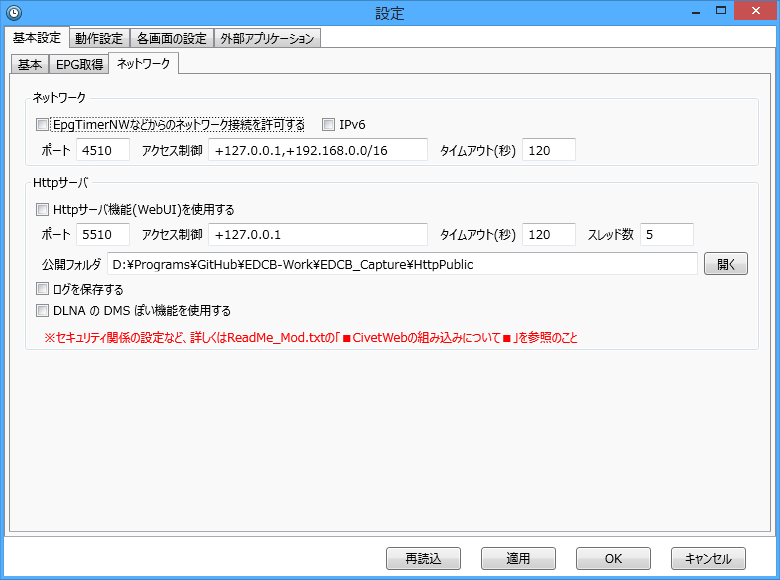 設定
基本設定 動作設定 各画面の設定 外部アプリケーション
基本 EPG取得 ネットワーク
ネットワーク
EpgTimerNWなどからのネットワーク接続を許可する IPv6
ポート 4510 アクセス制御 +127.0.0.1,+192.168.0.0/16 タイムアウト(秒) 120
Httpサーバ
Httpサーバ機能(WebUI)を使用する
ポート 5510 アクセス制御 +127.0.0.1 タイムアウト(秒) 120 スレッド数 5
公開フォルダ D:¥Programs¥GitHub¥EDCB-Work¥EDCB_Capture¥HttpPublic 開く
ログを保存する
DLNA の DMS ぽい機能を使用する
※セキュリティ関係の設定など、詳しくはReadMe_Mod.txtの「■CivetWebの組み込みについて■」を参照のこと
再読込 適用 OK キャンセル